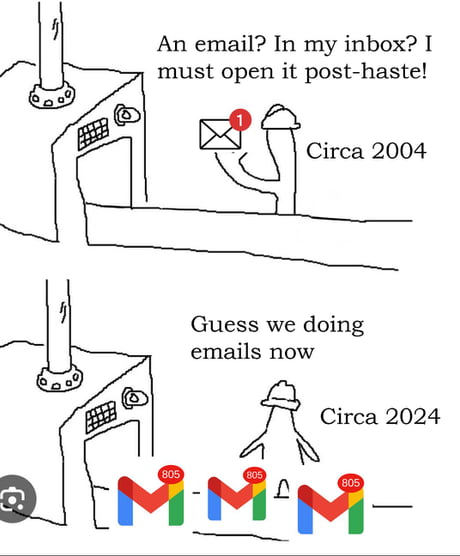 An email? In my inbox? I
must open it post-haste!
1
Circa 2004
Guess we doing
emails now
Circa 2024
805
805
805